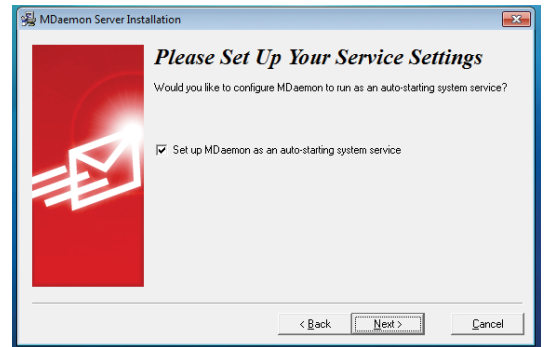 MDaemon Server Installation
Please Set Up Your Service Settings
Would you like to configure MDaemon to run as an auto-starting system service?
Set up MDaemon as an auto-starting system service
< Back
Next >
Cancel